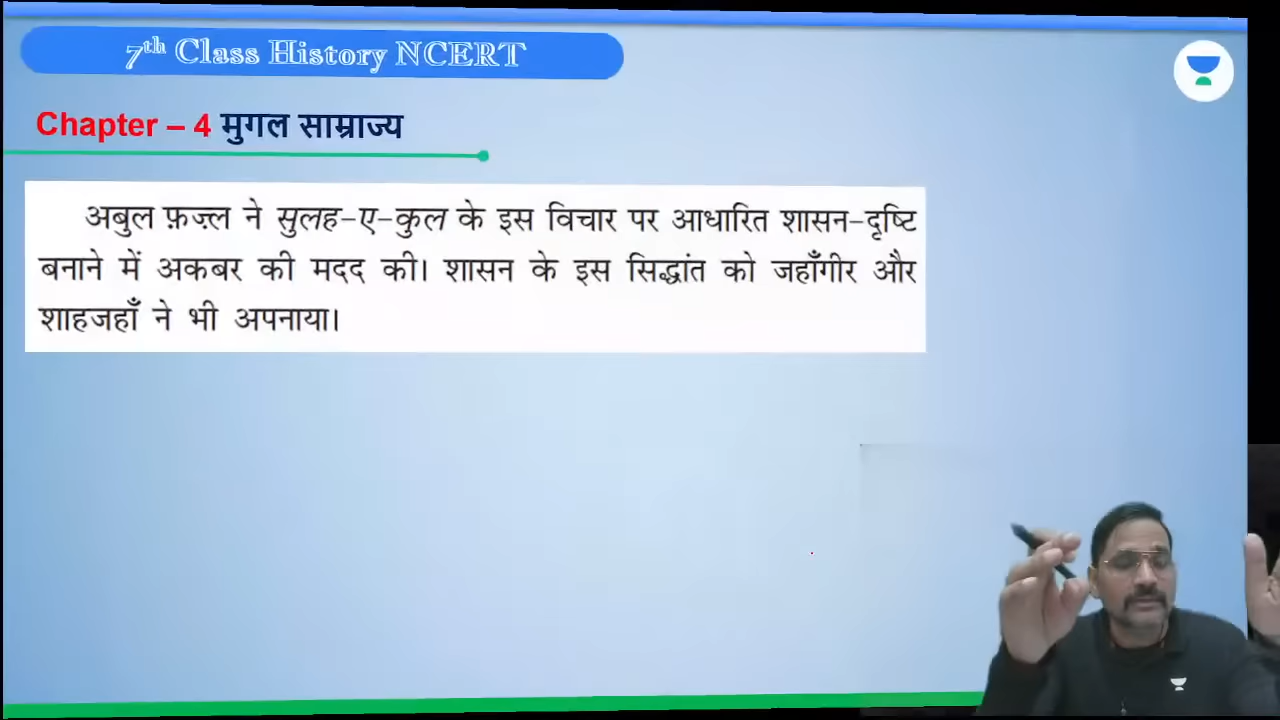 7th Class History NCERT
Chapter – 4 मुगल साम्राज्य
अबुल फ़ज़्ल ने सुलह-ए-कुल के इस विचार पर आधारित शासन-दृष्टि
बनाने में अकबर की मदद की। शासन के इस सिद्धांत को जहाँगीर और
शाहजहाँ ने भी अपनाया।